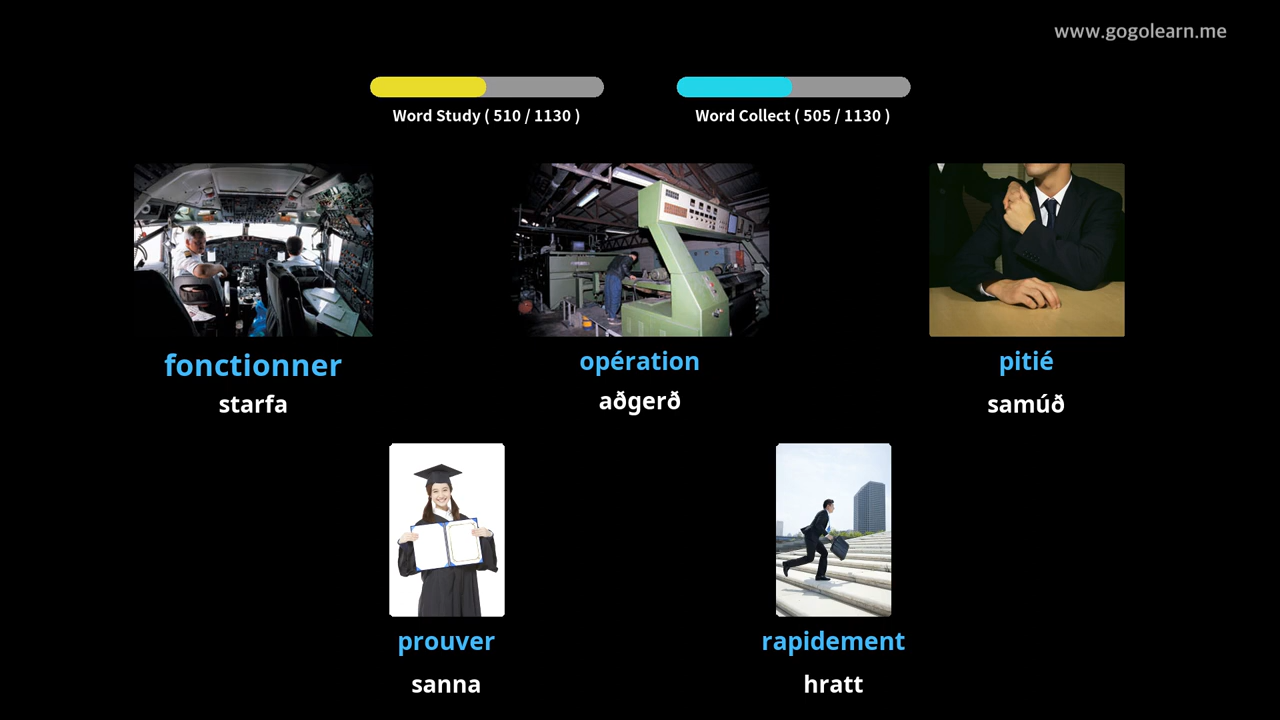 www.gogolearn.me
Word Study ( 510 / 1130 )
Word Collect ( 505 / 1130 )
fonctionner
starfa
opération
aðgerð
pitié
samúð
prouver
sanna
rapidement
hratt